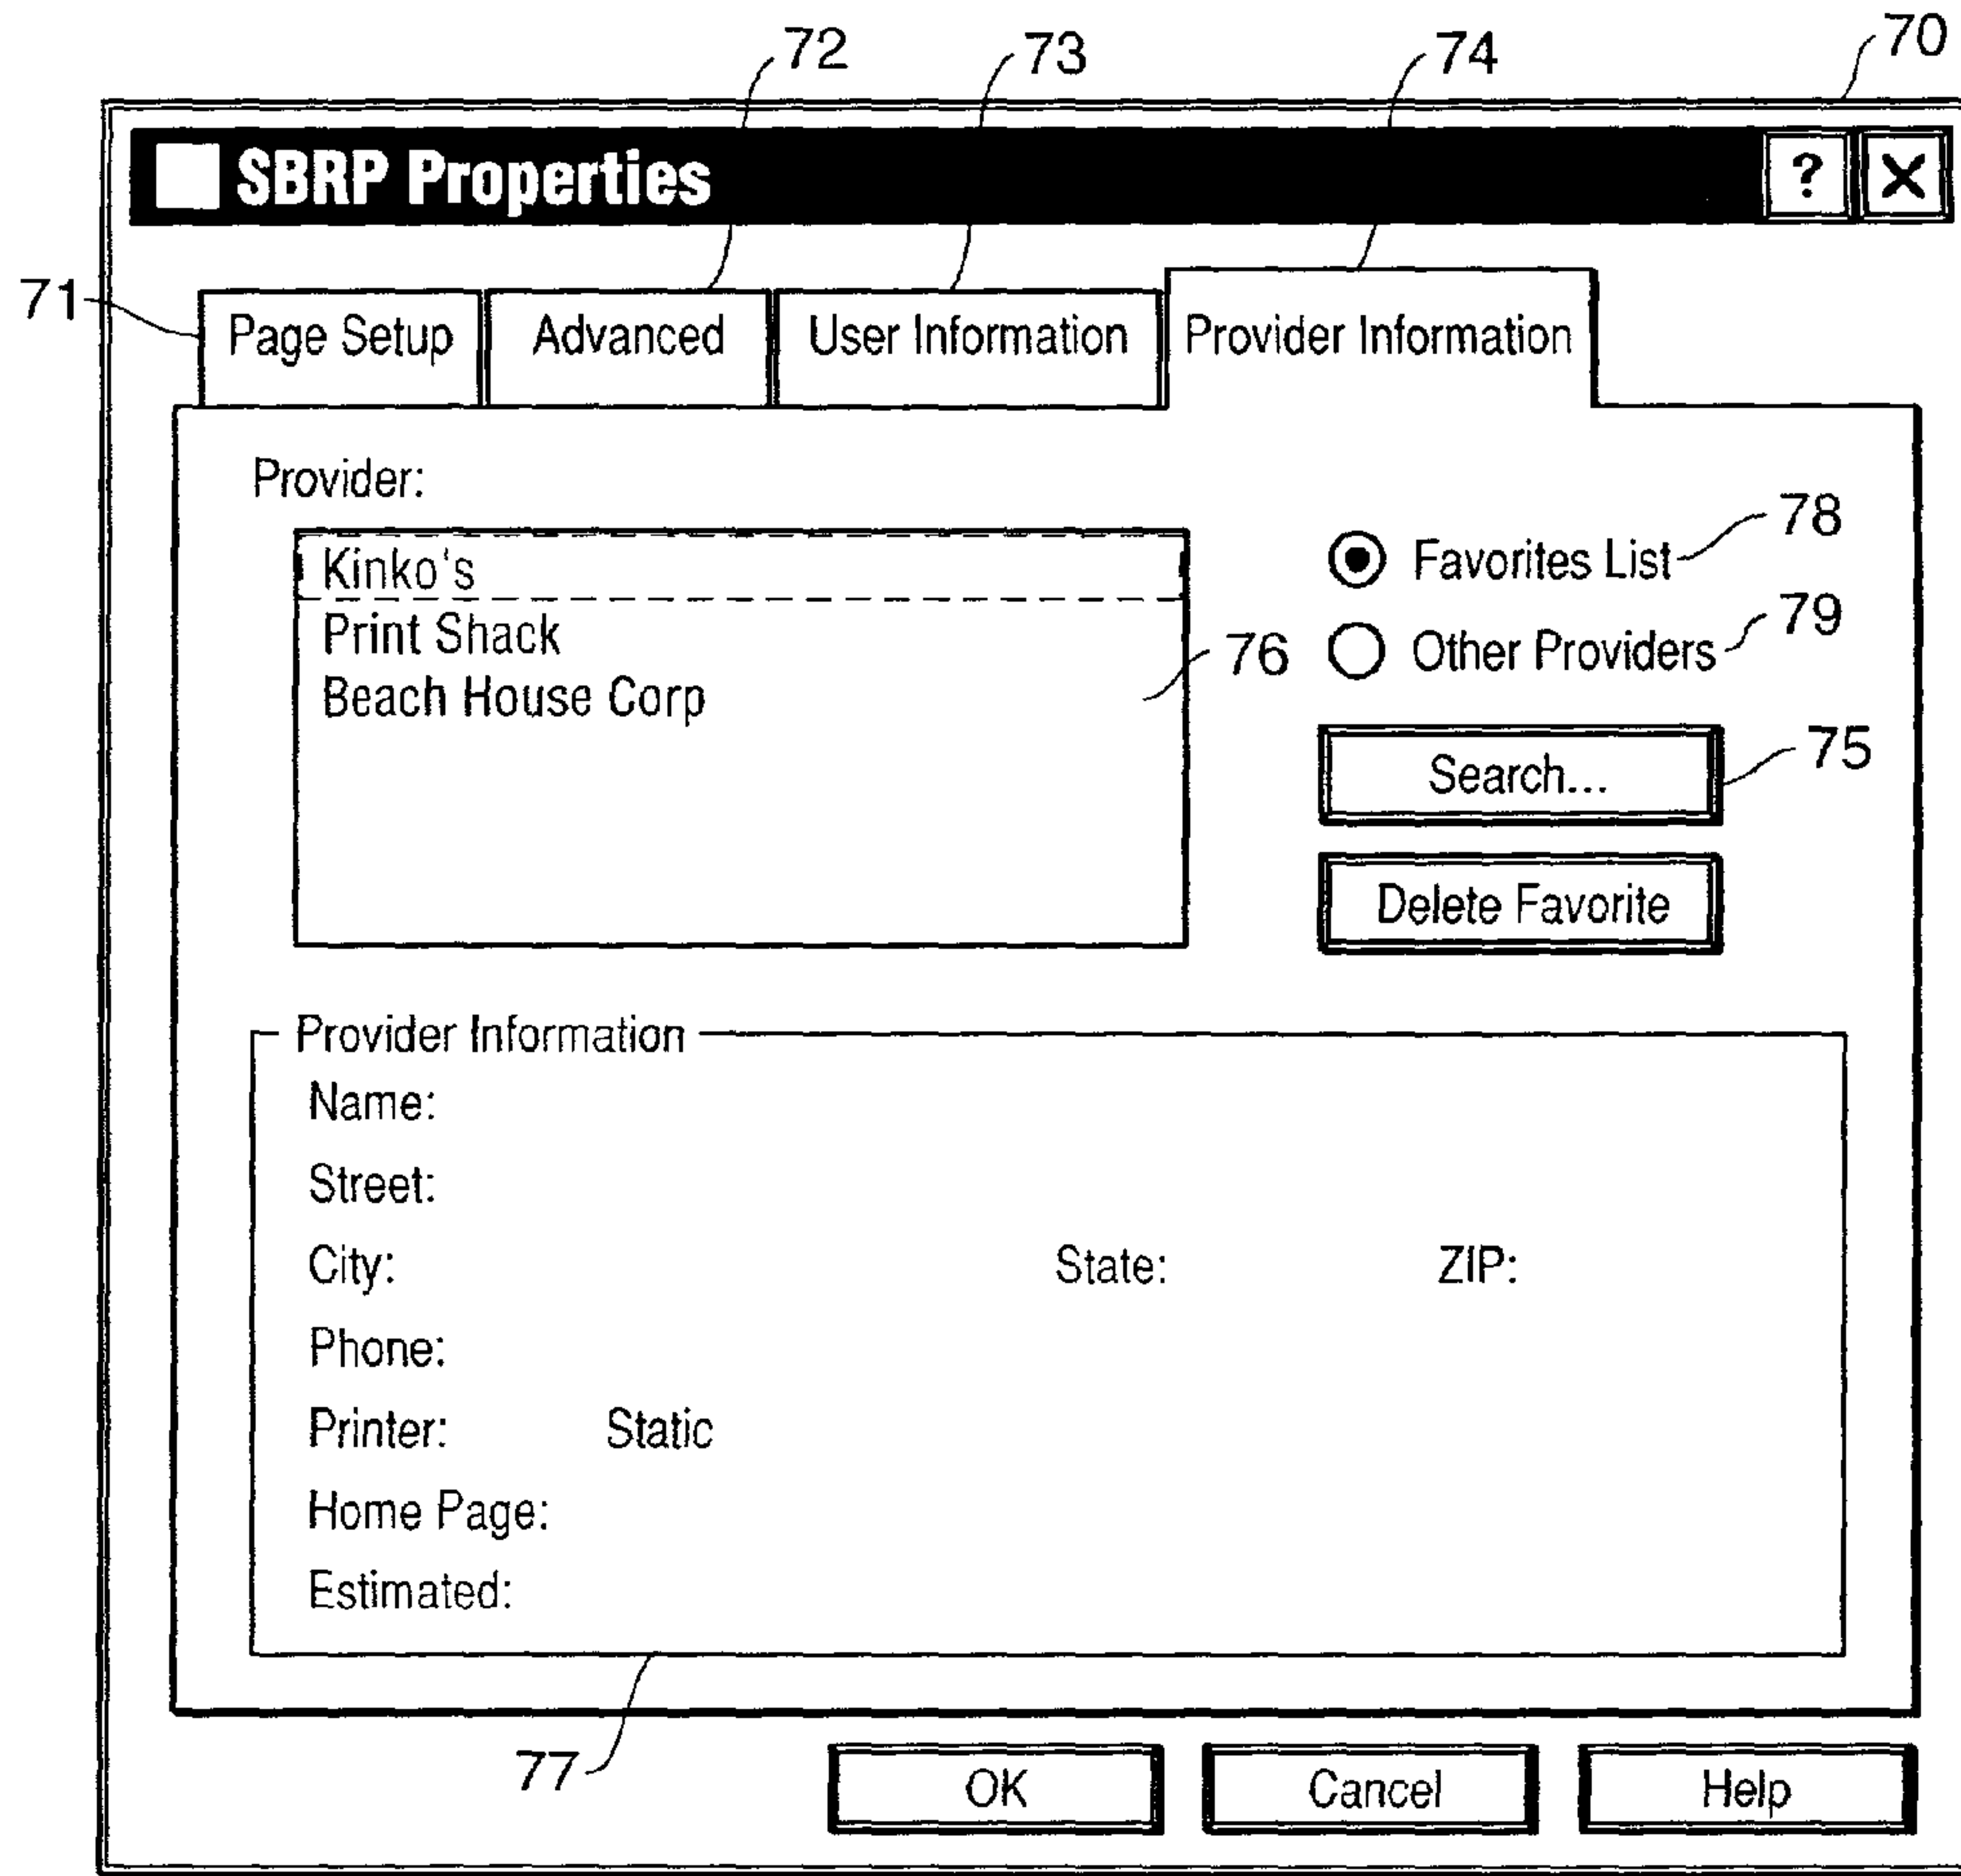 72 73 74 70
SBRP Properties ? X
71
Page Setup Advanced User Information Provider Information
Provider:
Kinko's
Print Shack
Beach House Corp
76
Favorites List 78
Other Providers 79
Search... 75
Delete Favorite
Provider Information
Name:
Street:
City: State: ZIP:
Phone:
Printer: Static
Home Page:
Estimated:
77
OK Cancel Help